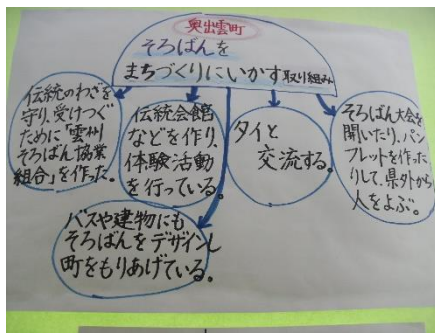 奥出雲町
そろばんを
まちづくりにいかす取り組み
伝統のわざを
守り、受けつぐ
ために「雲州
そろばん協業
組合」を作った。
伝統会館
などを作り、
体験活動
を行っている。
タイと
交流する。
そろばん大会を
開いたり、パン
フレットを作った
りして、県外から
人をよぶ。
バスや建物にも
そろばんをデザインし
町をもりあげている。